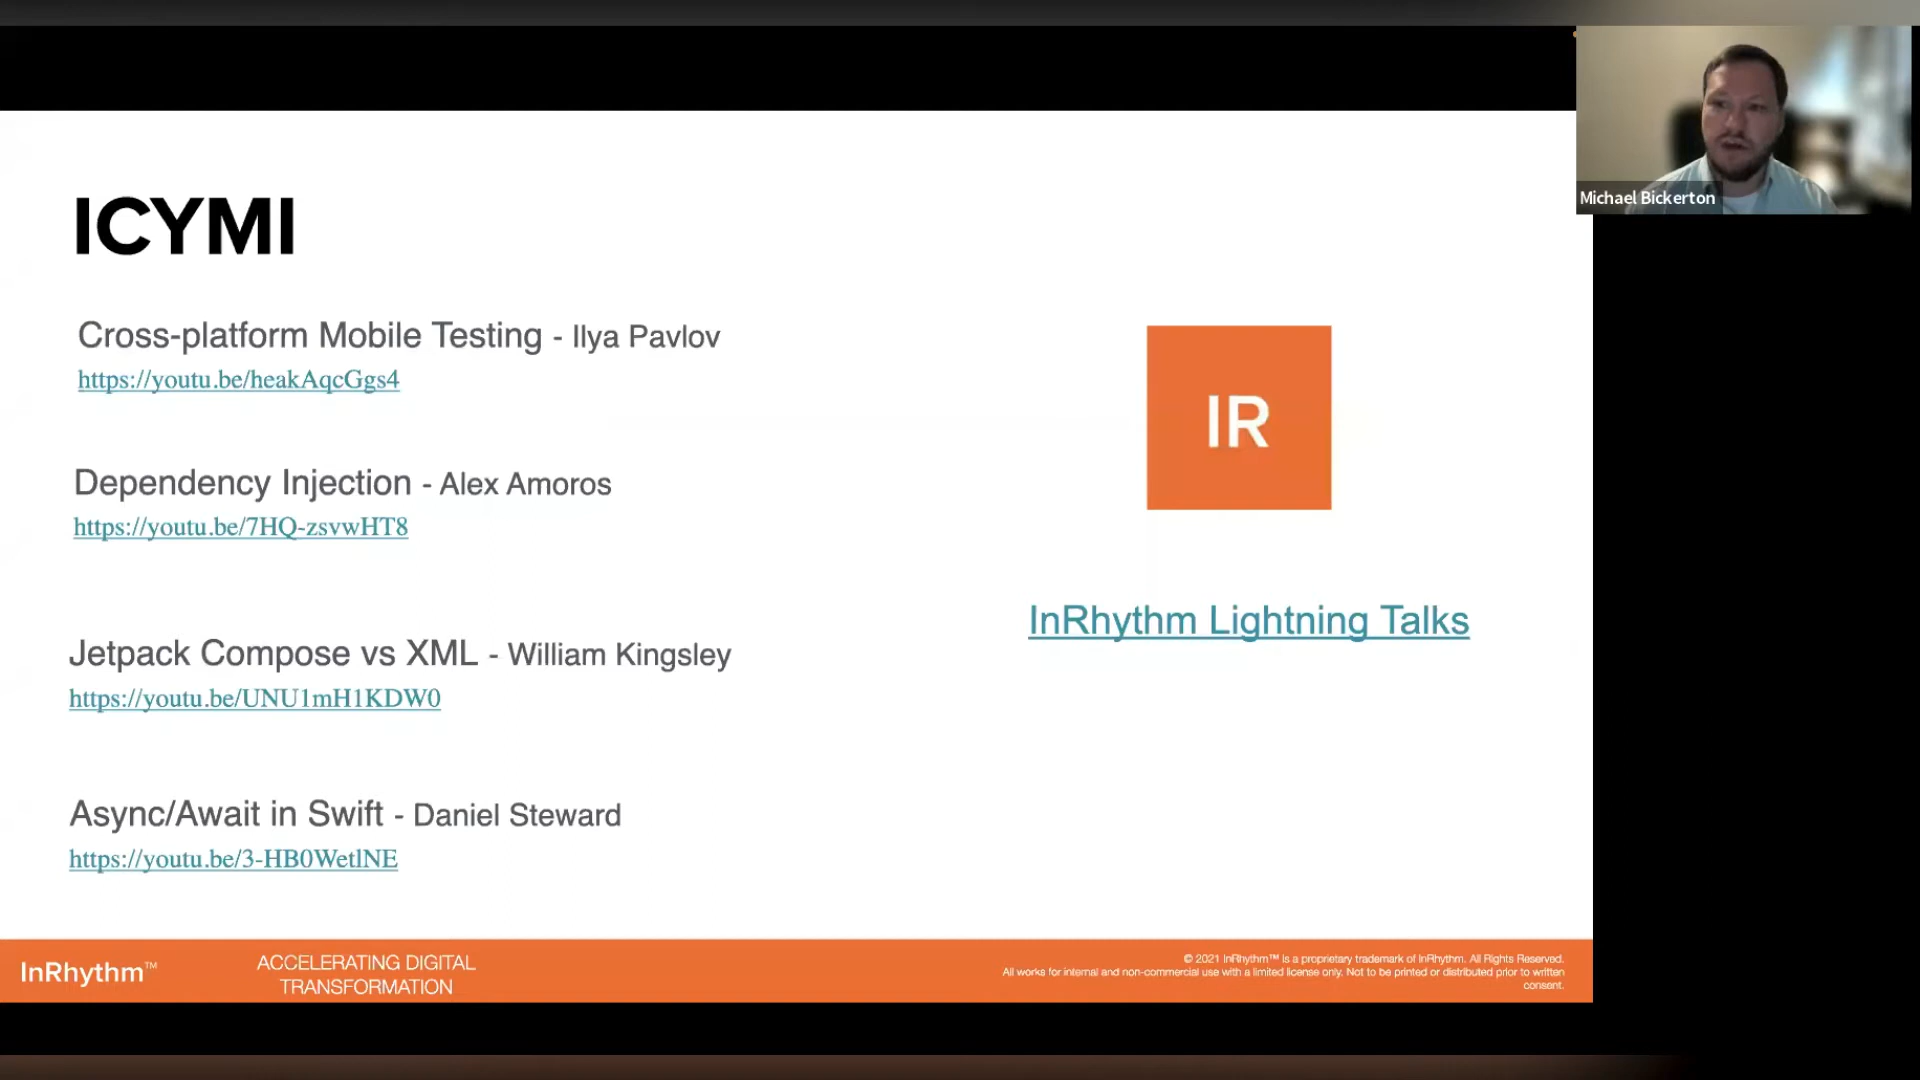 Michael Bickerton
ICYMI
Cross-platform Mobile Testing - Ilya Pavlov
https://youtu.be/heakAqcGgs4
Dependency Injection - Alex Amoros
https://youtu.be/7HQ-zsvwHT8
Jetpack Compose vs XML - William Kingsley
https://youtu.be/UNU1mH1KDW0
Async/Await in Swift - Daniel Steward
https://youtu.be/3-HB0WetlNE
IR
InRhythm Lightning Talks
InRhythm™
ACCELERATING DIGITAL
TRANSFORMATION
© 2021 InRhythm™ is a proprietary trademark of InRhythm. All Rights Reserved.
All works for internal and non-commercial use with a limited license only. Not to be printed or distributed prior to written
consent.